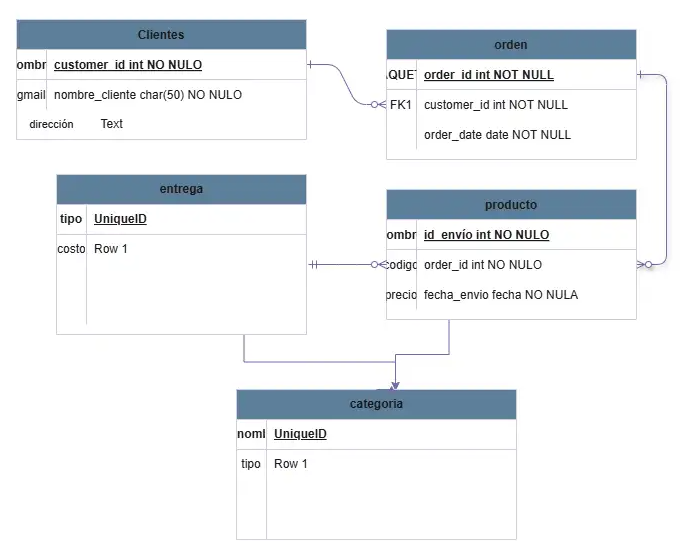 Clientes
ombr customer_id int NO NULO
gmail nombre_cliente char(50) NO NULO
dirección Text
orden
AQUET order_id int NOT NULL
FK1 customer_id int NOT NULL
order_date date NOT NULL
entrega
tipo UniqueID
costo Row 1
producto
ombr id_envío int NO NULO
codigo order_id int NO NULO
precio fecha_envio fecha NO NULA
categoria
noml UniqueID
tipo Row 1